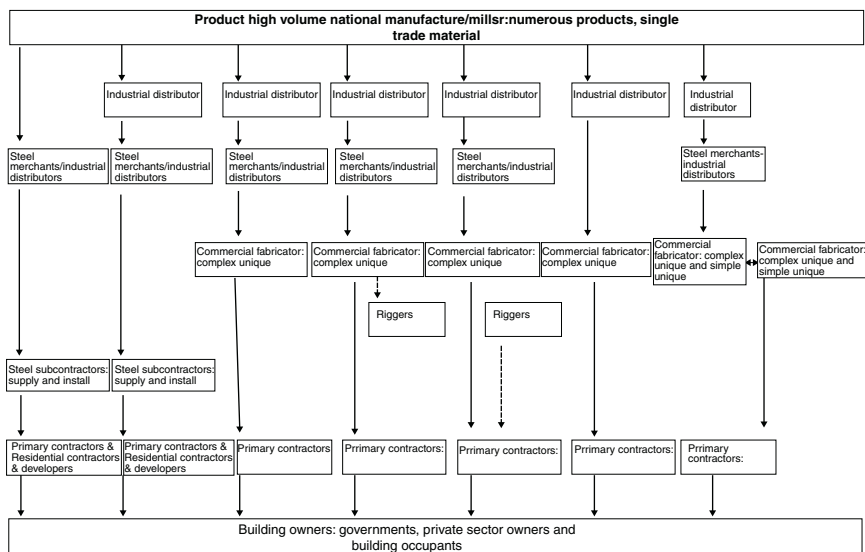 Product high volume national manufacture/millsr:numerous products, single
trade material
Industrial distributor
Industrial distributor
Industrial distributor
Industrial distributor
Industrial distributor
Industrial
distributor
Steel
merchants/industrial
distributors
Steel
merchants/industrial
distributors
Steel
merchants/industrial
distributors
Steel
merchants/industrial
distributors
Steel
merchants/industrial
distributors
Steel merchants-
industrial
distributors
Commercial fabricator:
complex unique
Commercial fabricator:
complex unique
Commercial fabricator:
complex unique
Commercial fabricator:
complex unique
Commercial
fabricator: complex
unique and simple
unique
Commercial fabricator:
complex unique and
simple unique
Riggers
Riggers
Steel subcontractors:
supply and install
Steel subcontractors:
supply and install
Primary contractors &
Residential contractors
& developers
Primary contractors &
Residential contractors
& developers
Primary contractors
Prrimary contractors:
Prrimary contractors:
Prrimary contractors:
Prrimary
contractors:
Building owners: governments, private sector owners and
building occupants